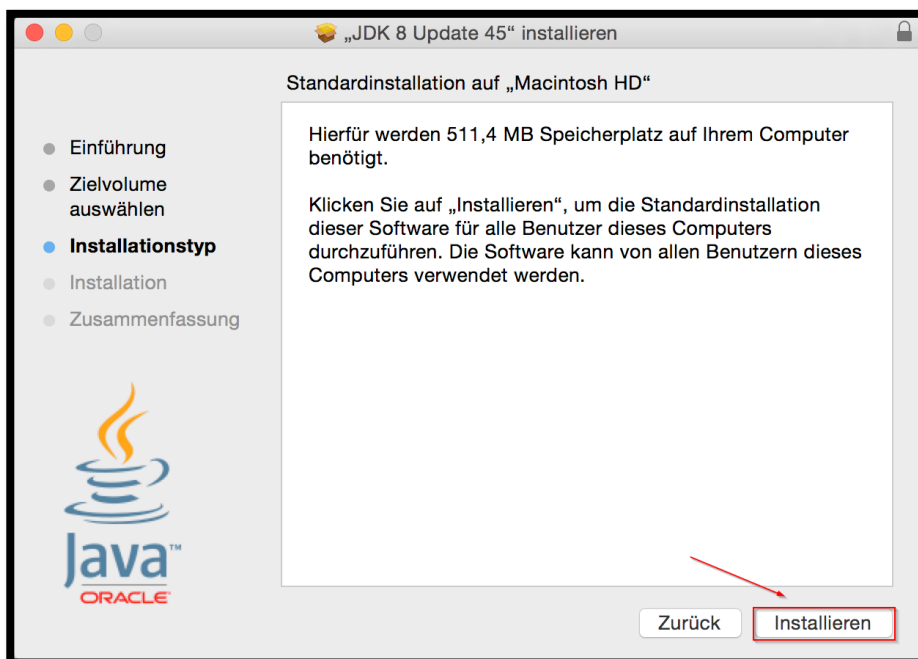 „JDK 8 Update 45“ installieren
Standardinstallation auf „Macintosh HD“
Einführung
Zielvolume
auswählen
Installationstyp
Installation
Zusammenfassung
Hierfür werden 511,4 MB Speicherplatz auf Ihrem Computer
benötigt.
Klicken Sie auf „Installieren“, um die Standardinstallation
dieser Software für alle Benutzer dieses Computers
durchzuführen. Die Software kann von allen Benutzern dieses
Computers verwendet werden.
Java™
ORACLE
Zurück
Installieren